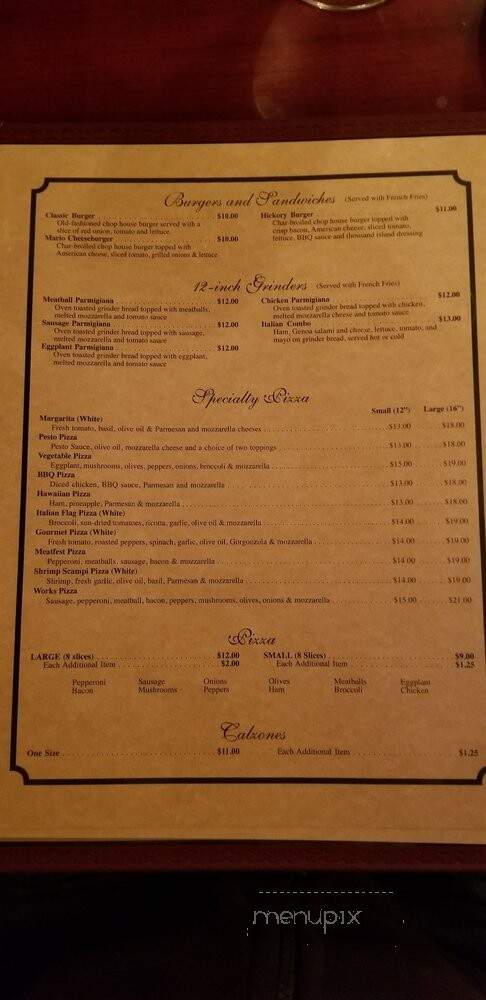 Burgers and Sandwiches (Served with French Fries)
Classic Burger $10.00
Old-fashioned chop house burger served with a
slice of red onion, tomato and lettuce
Mario Cheeseburger $10.00
Char-broiled chop house burger topped with
American cheese, sliced tomato, grilled onions & lettuce
Hickory Burger $11.00
Char-broiled chop house burger topped with
crisp bacon, American cheese, sliced tomato,
lettuce, BBQ sauce and thousand island dressing
12-inch Grinders (Served with French Fries)
Meatball Parmigiana $12.00
Oven toasted grinder bread topped with meatballs,
melted mozzarella and tomato sauce
Sausage Parmigiana $12.00
Oven toasted grinder bread topped with sausage,
melted mozzarella and tomato sauce
Eggplant Parmigiana $12.00
Oven toasted grinder bread topped with eggplant,
melted mozzarella and tomato sauce
Chicken Parmigiana $12.00
Oven toasted grinder bread topped with chicken,
melted mozzarella cheese and tomato sauce
Italian Combo $13.00
Ham, Genoa salami and cheese, lettuce, tomato, and
mayo on grinder bread, served hot or cold
Specialty Pizza
Small (12") Large (16")
Margarita (White)
Fresh tomato, basil, olive oil & Parmesan and mozzarella cheeses $13.00 $18.00
Pesto Pizza
Pesto Sauce, olive oil, mozzarella cheese and a choice of two toppings $13.00 $18.00
Vegetable Pizza
Eggplant, mushrooms, olives, peppers, onions, broccoli & mozzarella $15.00 $19.00
BBQ Pizza
Diced chicken, BBQ sauce, Parmesan and mozzarella $13.00 $18.00
Hawaiian Pizza
Ham, pineapple, Parmesan & mozzarella $13.00 $18.00
Italian Flag Pizza (White)
Broccoli, sun-dried tomatoes, ricotta, garlic, olive oil & mozzarella $14.00 $19.00
Gourmet Pizza (White)
Fresh tomato, roasted peppers, spinach, garlic, olive oil, Gorgonzola & mozzarella $14.00 $19.00
Meatfest Pizza
Pepperoni, meatballs, sausage, bacon & mozzarella $14.00 $19.00
Shrimp Scampi Pizza (White)
Shrimp, fresh garlic, olive oil, basil, Parmesan & mozzarella $14.00 $19.00
Works Pizza
Sausage, pepperoni, meatball, bacon, peppers, mushrooms, olives, onions & mozzarella $15.00 $21.00
Pizza
LARGE (8 slices) $12.00 SMALL (8 Slices) $9.00
Each Additional Item $2.00 Each Additional Item $1.25
Pepperoni Sausage Onions Olives Meatballs Eggplant
Bacon Mushrooms Peppers Ham Broccoli Chicken
Calzones
One Size $11.00 Each Additional Item $1.25
menupix